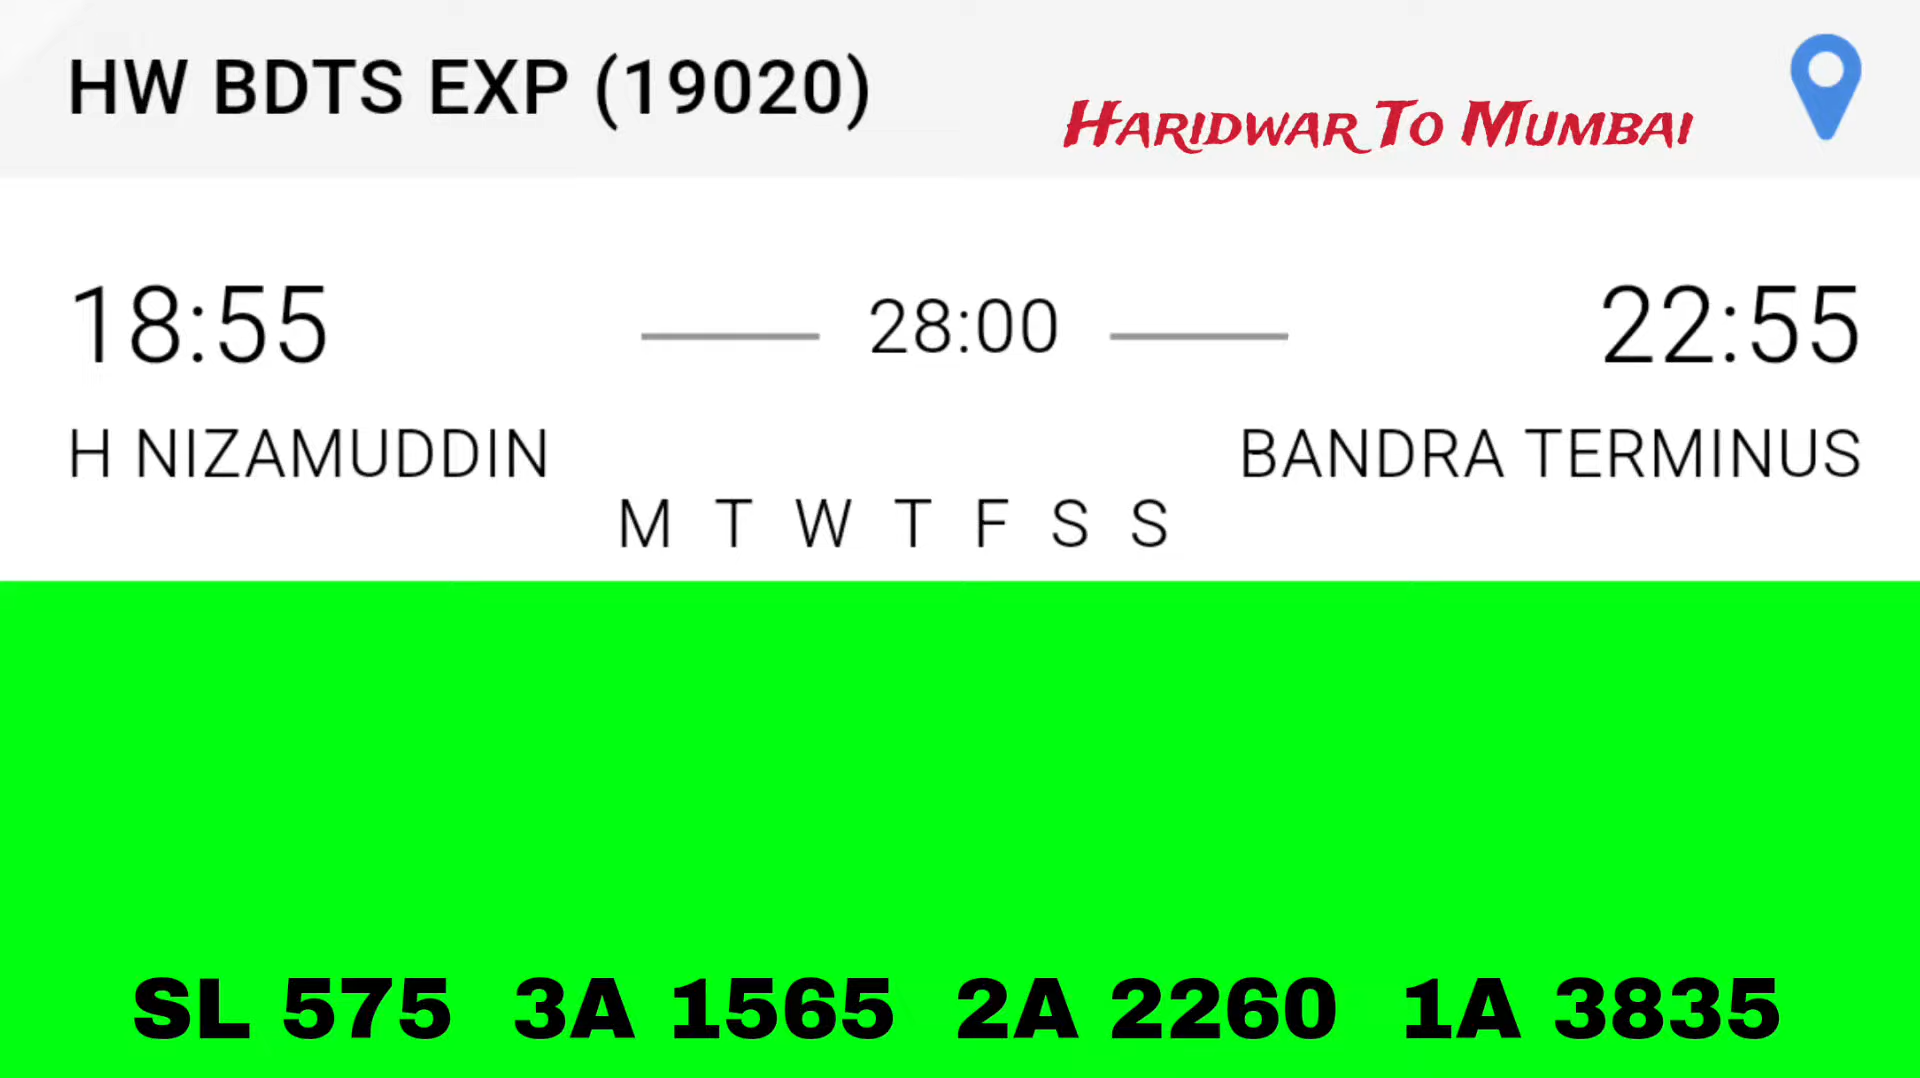 HW BDTS EXP (19020)
Haridwar To Mumbai
18:55 28:00 22:55
H NIZAMUDDIN BANDRA TERMINUS
M T W T F S S
SL 575 3A 1565 2A 2260 1A 3835